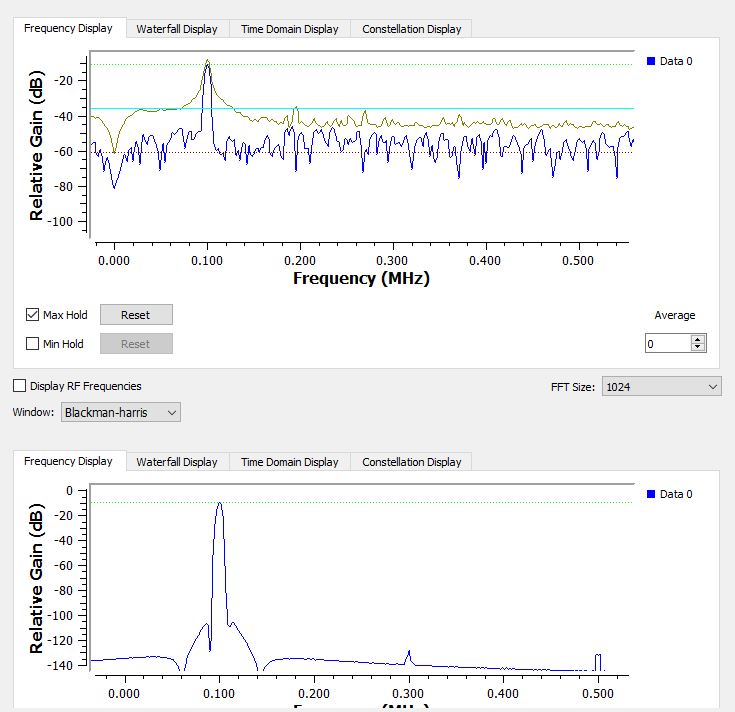 Frequency Display Waterfall Display Time Domain Display Constellation Display
Data 0
Relative Gain (dB)
-20
-40
-60
-80
-100
0.000 0.100 0.200 0.300 0.400 0.500
Frequency (MHz)
Max Hold Reset Average
Min Hold Reset 0
Display RF Frequencies FFT Size: 1024
Window: Blackman-harris
Frequency Display Waterfall Display Time Domain Display Constellation Display
Data 0
Relative Gain (dB)
0
-20
-40
-60
-80
-100
-120
-140
0.000 0.100 0.200 0.300 0.400 0.500